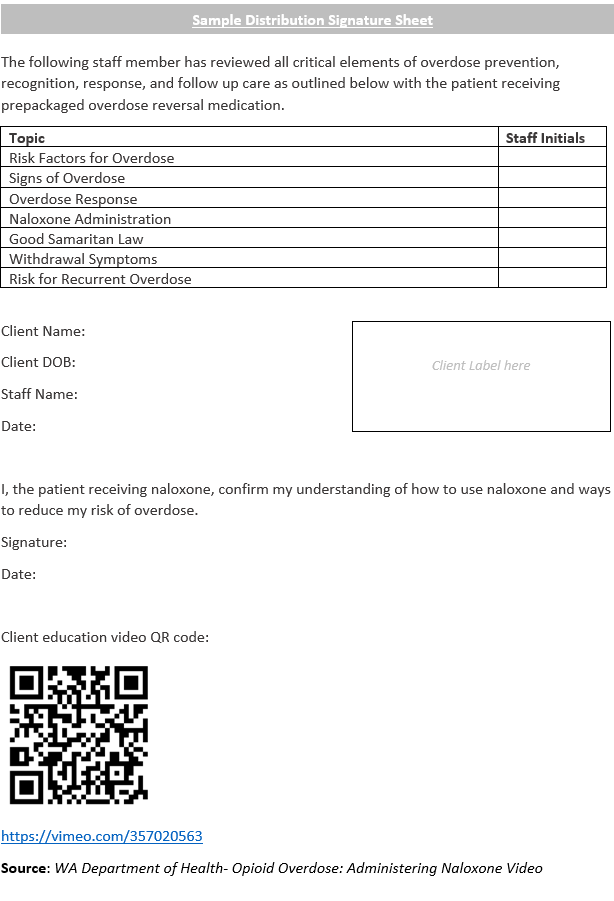 Sample Distribution Signature Sheet
The following staff member has reviewed all critical elements of overdose prevention,
recognition, response, and follow up care as outlined below with the patient receiving
prepackaged overdose reversal medication.
Topic Staff Initials
Risk Factors for Overdose
Signs of Overdose
Overdose Response
Naloxone Administration
Good Samaritan Law
Withdrawal Symptoms
Risk for Recurrent Overdose
Client Name:
Client DOB:
Staff Name:
Date:
Client Label here
I, the patient receiving naloxone, confirm my understanding of how to use naloxone and ways
to reduce my risk of overdose.
Signature:
Date:
Client education video QR code:
https://vimeo.com/357020563
Source: WA Department of Health- Opioid Overdose: Administering Naloxone Video